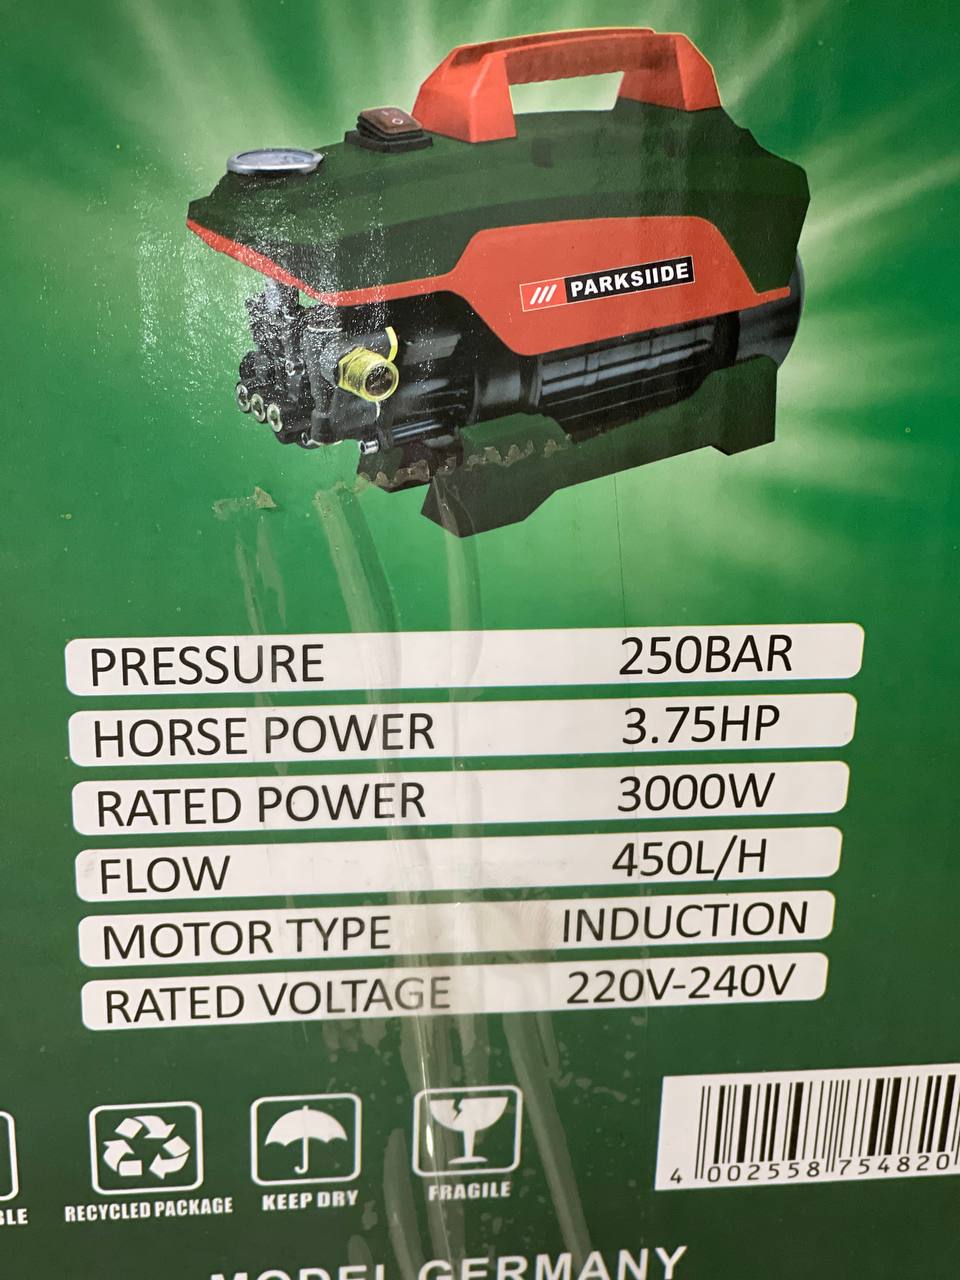 PARKSIIDE
PRESSURE 250BAR
HORSE POWER 3.75HP
RATED POWER 3000W
FLOW 450L/H
MOTOR TYPE INDUCTION
RATED VOLTAGE 220V-240V
4 002558 754820
BLE RECYCLED PACKAGE KEEP DRY FRAGILE
MODEL GERMANY